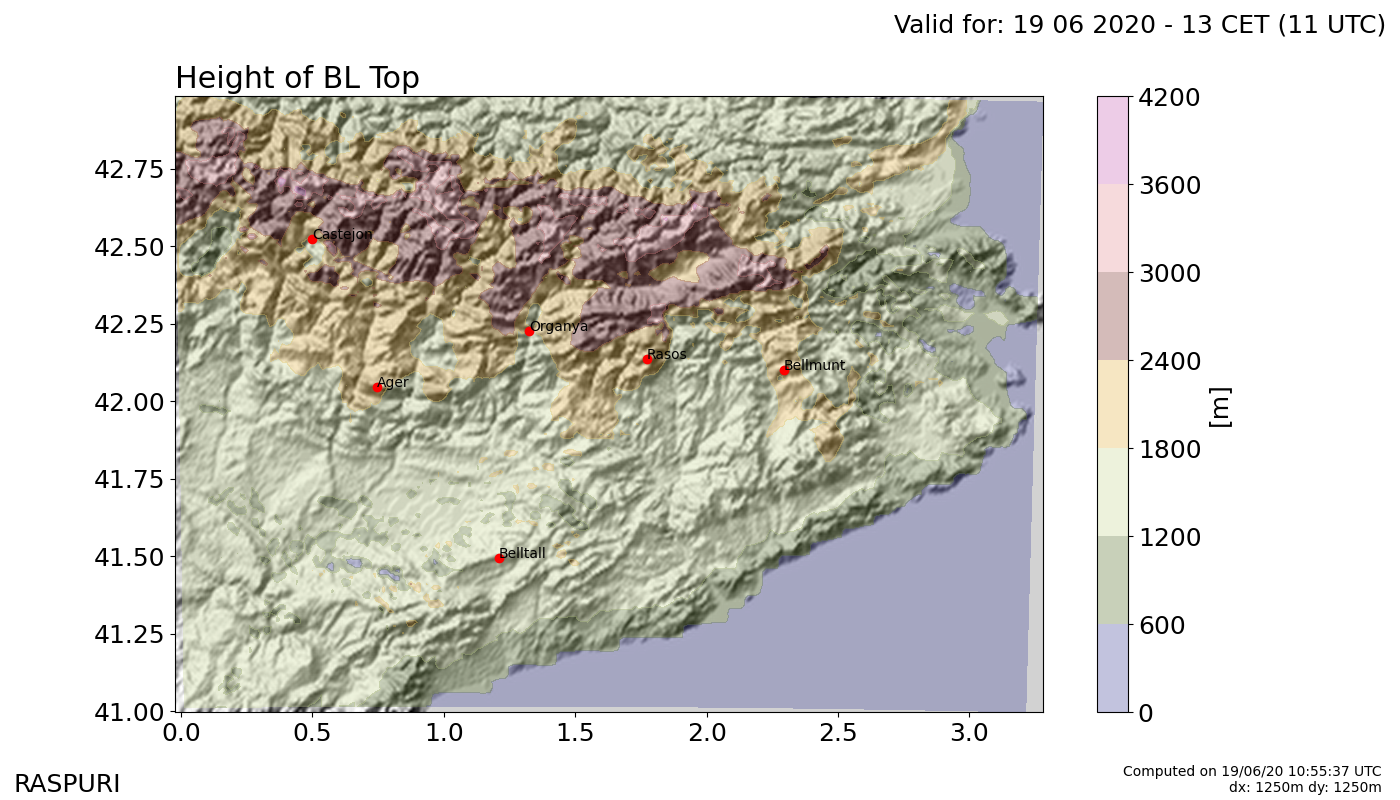 Valid for: 19 06 2020 - 13 CET (11 UTC)
Height of BL Top
42.75
42.50
42.25
42.00
41.75
41.50
41.25
41.00
0.0 0.5 1.0 1.5 2.0 2.5 3.0
Castejon
Organya
Rasos
Bellmunt
Ager
Belltall
4200
3600
3000
2400
1800
1200
600
0
[m]
RASPURI
Computed on 19/06/20 10:55:37 UTC
dx: 1250m dy: 1250m